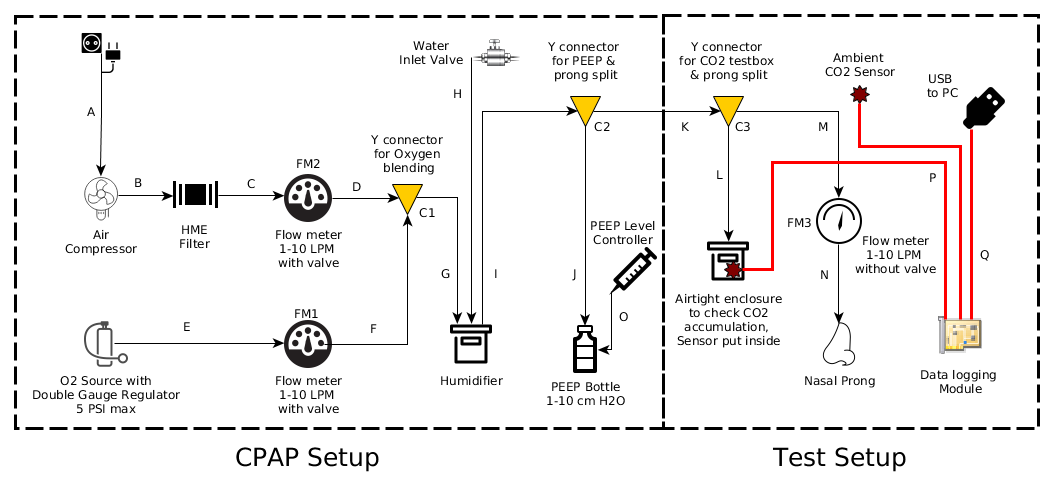 Water
Inlet Valve
H
Y connector
for PEEP &
prong split
C2
Y connector
for CO2 testbox
& prong split
C3
Ambient
CO2 Sensor
USB
to PC
A
K
M
Y connector
for Oxygen
blending
C1
FM2
B
C
D
L
P
Air
Compressor
HME
Filter
Flow meter
1-10 LPM
with valve
PEEP Level
Controller
FM3
Flow meter
1-10 LPM
without valve
G
I
J
N
Q
Airtight enclosure
to check CO2
accumulation,
Sensor put inside
E
FM1
F
O
O2 Source with
Double Gauge Regulator
5 PSI max
Flow meter
1-10 LPM
with valve
Humidifier
PEEP Bottle
1-10 cm H2O
Nasal Prong
Data logging
Module
CPAP Setup
Test Setup